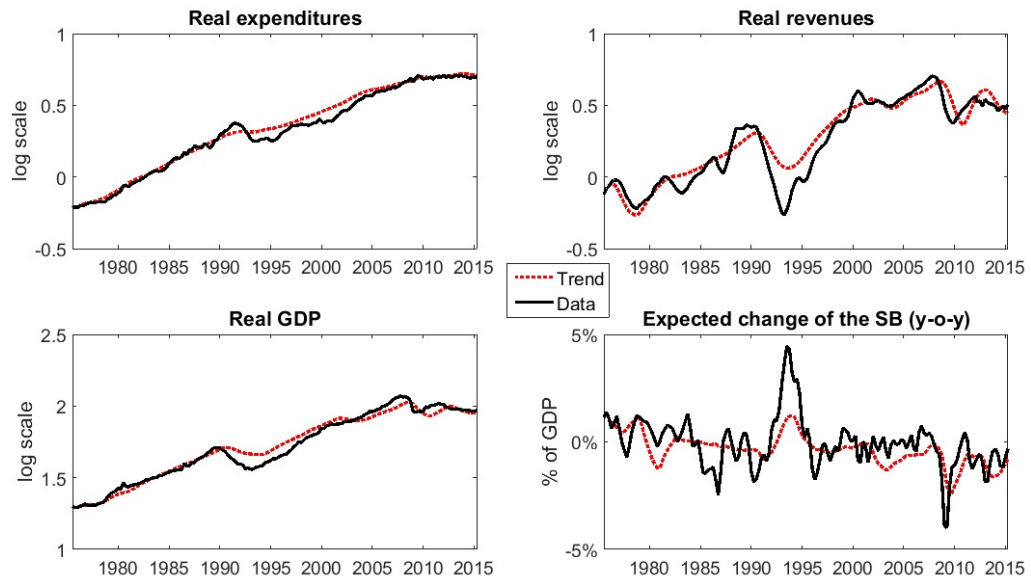 Real expenditures
log scale
1
0.5
0
-0.5
1980 1985 1990 1995 2000 2005 2010 2015
Real revenues
log scale
1
0.5
0
-0.5
1980 1985 1990 1995 2000 2005 2010 2015
Trend
Data
Real GDP
log scale
2.5
2
1.5
1
1980 1985 1990 1995 2000 2005 2010 2015
Expected change of the SB (y-o-y)
% of GDP
5%
0%
-5%
1980 1985 1990 1995 2000 2005 2010 2015